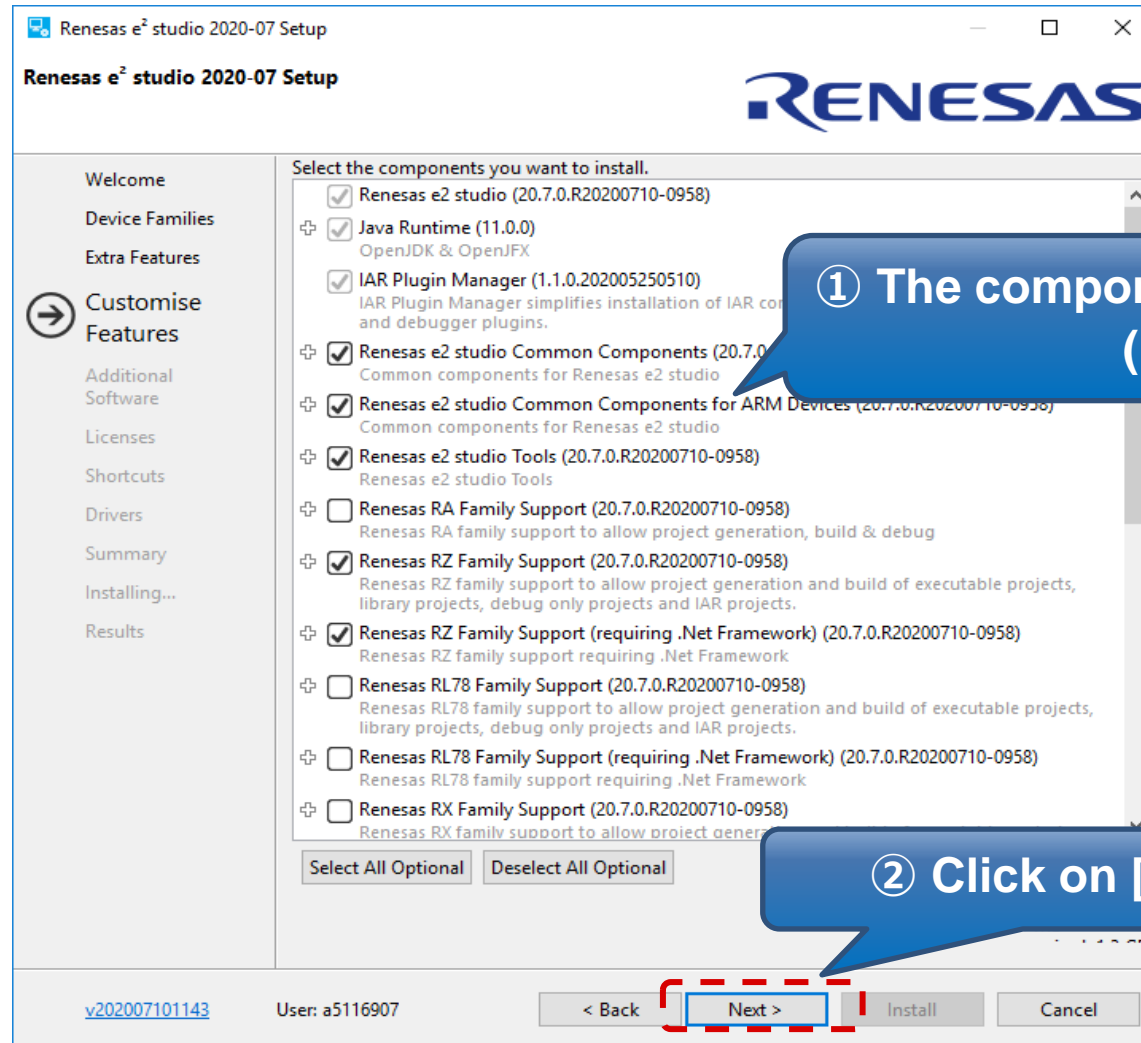 Renesas e² studio 2020-07 Setup
Renesas e² studio 2020-07 Setup
RENESAS
Welcome
Device Families
Extra Features
Customise
Features
Additional
Software
Licenses
Shortcuts
Drivers
Summary
Installing...
Results
Select the components you want to install.
Renesas e2 studio (20.7.0.R20200710-0958)
Java Runtime (11.0.0)
OpenJDK & OpenJFX
IAR Plugin Manager (1.1.0.202005250510)
IAR Plugin Manager simplifies installation of IAR
and debugger plugins.
Renesas e2 studio Common Components (20.7.0
Common components for Renesas e2 studio
Renesas e2 studio Common Components for ARM Devices (20.7.0.R20200710-0958)
Common components for Renesas e2 studio
Renesas e2 studio Tools (20.7.0.R20200710-0958)
Renesas e2 studio Tools
Renesas RA Family Support (20.7.0.R20200710-0958)
Renesas RA family support to allow project generation, build & debug
Renesas RZ Family Support (20.7.0.R20200710-0958)
Renesas RZ family support to allow project generation and build of executable projects,
library projects, debug only projects and IAR projects.
Renesas RZ Family Support (requiring .Net Framework) (20.7.0.R20200710-0958)
Renesas RZ family support requiring .Net Framework
Renesas RL78 Family Support (20.7.0.R20200710-0958)
Renesas RL78 family support to allow project generation and build of executable projects,
library projects, debug only projects and IAR projects.
Renesas RL78 Family Support (requiring .Net Framework) (20.7.0.R20200710-0958)
Renesas RL78 family support requiring .Net Framework
Renesas RX Family Support (20.7.0.R20200710-0958)
Renesas RX family support to allow project
① The
(
Select All Optional
Deselect All Optional
② Click on [
v202007101143
User: a5116907
< Back
Next >
Install
Cancel